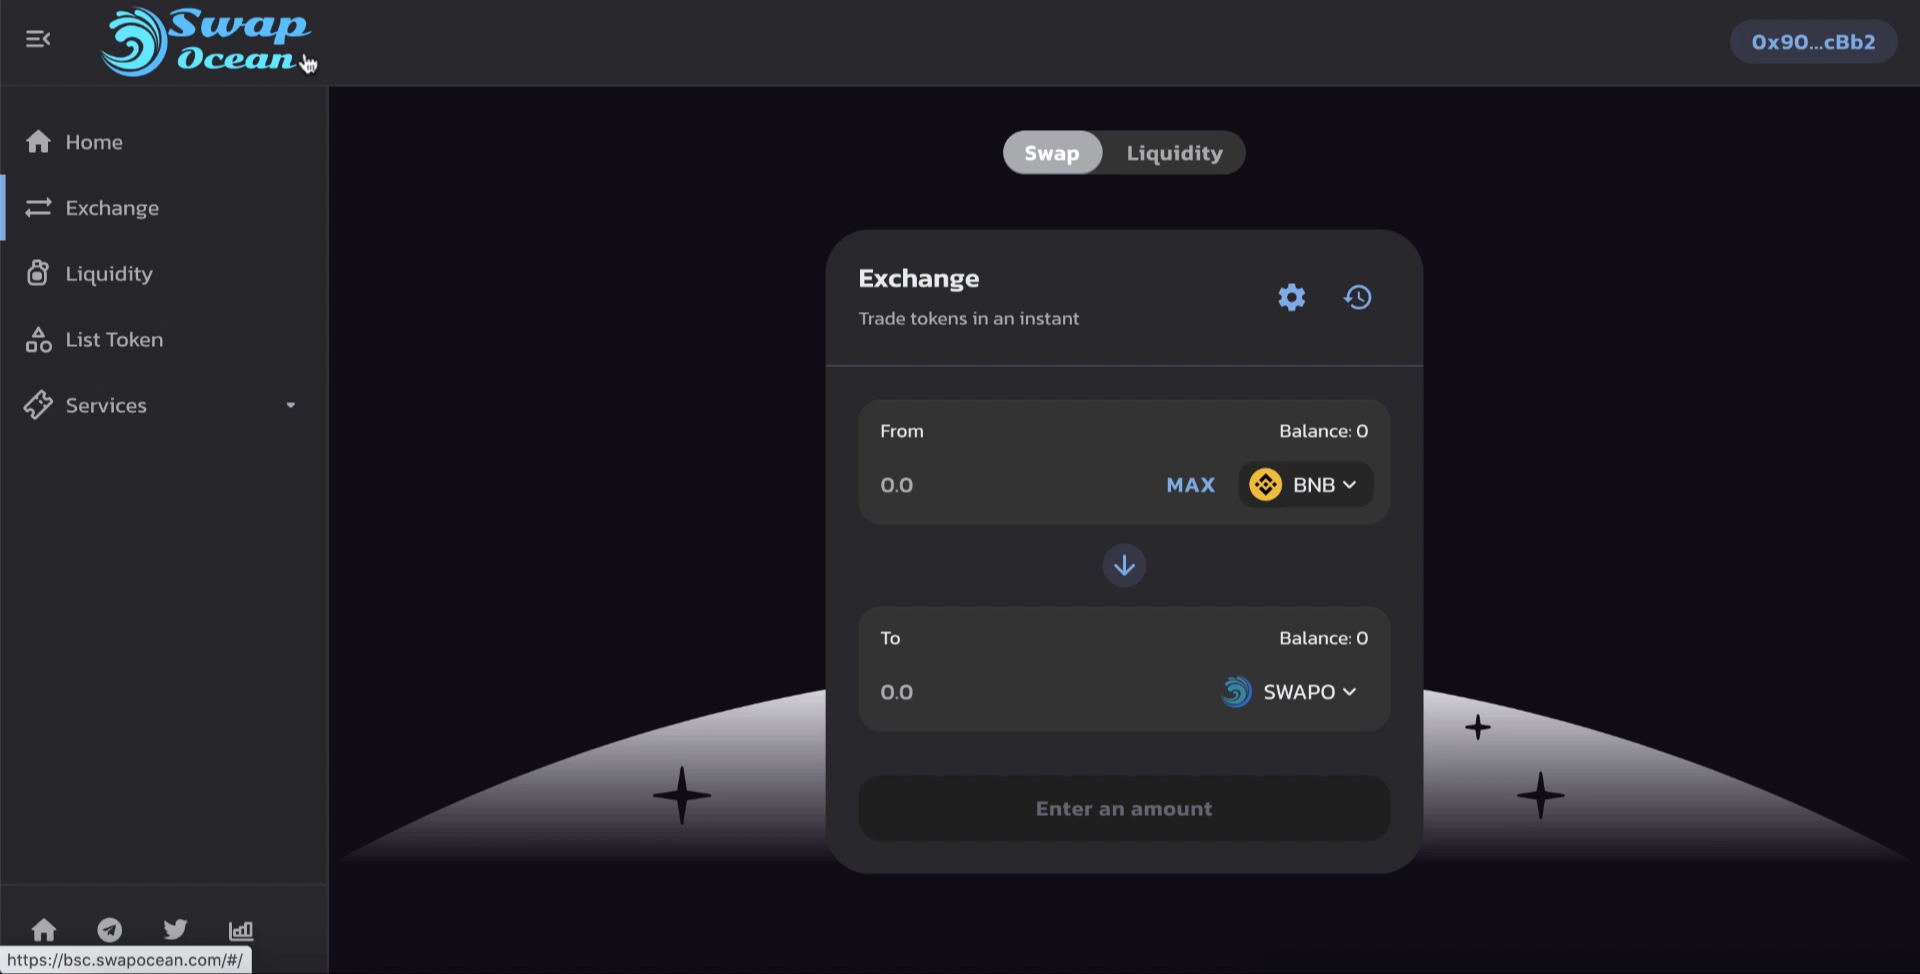 Swap
Ocean
0x90...cBb2
Home
Exchange
Liquidity
List Token
Services
Swap
Liquidity
Exchange
Trade tokens in an instant
From
Balance: 0
0.0
MAX
BNB
To
Balance: 0
0.0
SWAPO
Enter an amount
https://bsc.swapocean.com/#/